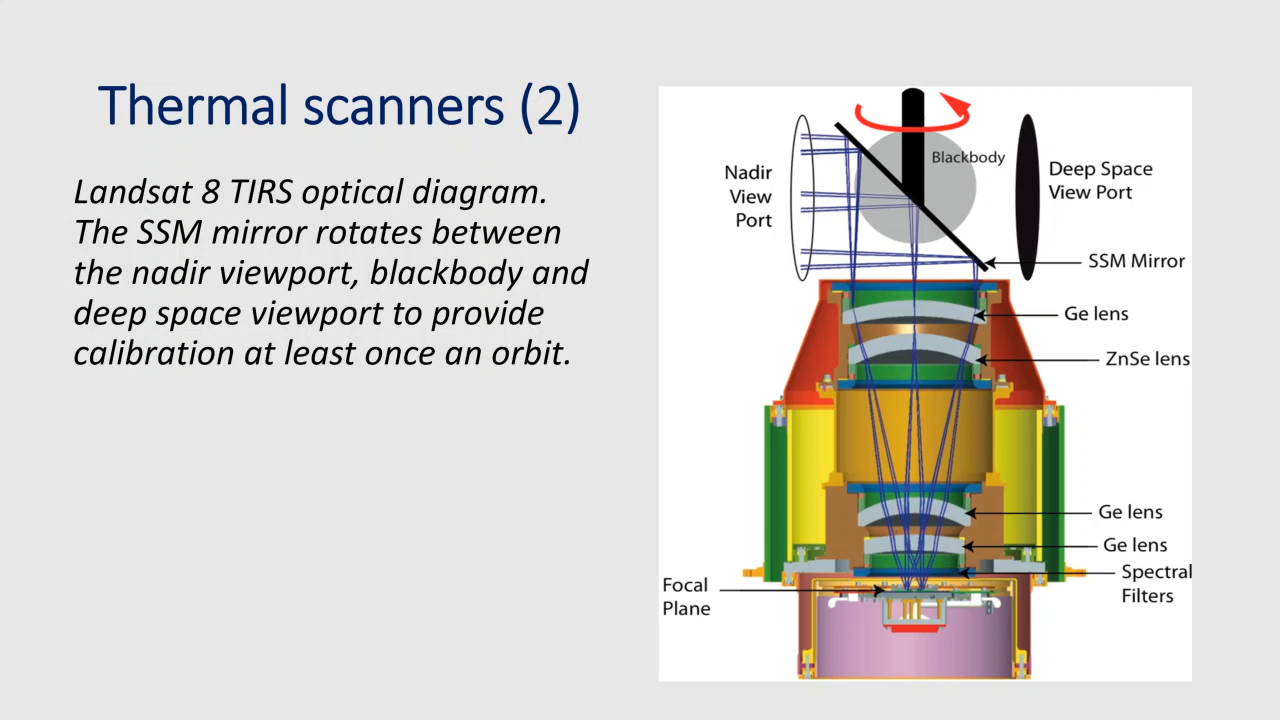 Thermal scanners (2)
Landsat 8 TIRS optical diagram.
The SSM mirror rotates between
the nadir viewport, blackbody and
deep space viewport to provide
calibration at least once an orbit.
Blackbody
Nadir
View
Port
Deep Space
View Port
SSM Mirror
Ge lens
ZnSe lens
Ge lens
Ge lens
Spectral
Filters
Focal
Plane